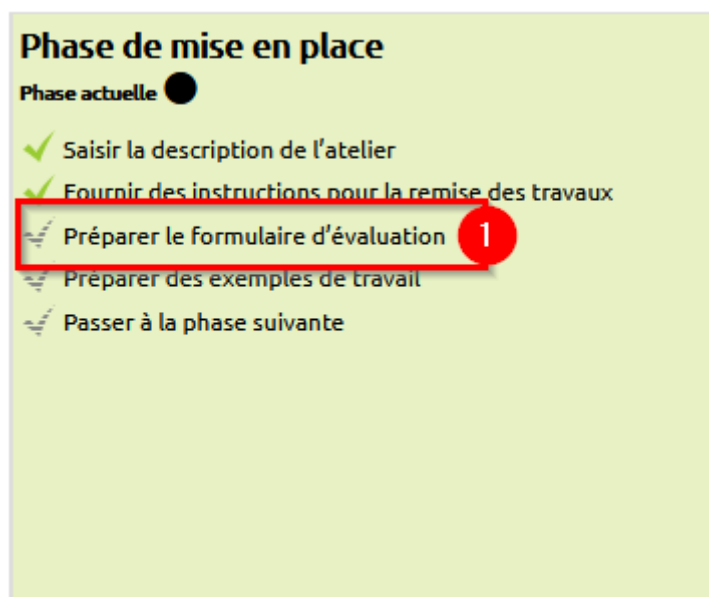 Phase de mise en place
Phase actuelle
Saisir la description de l’atelier
Fournir des instructions pour la remise des travaux
Préparer le formulaire d’évaluation 1
Préparer des exemples de travail
Passer à la phase suivante